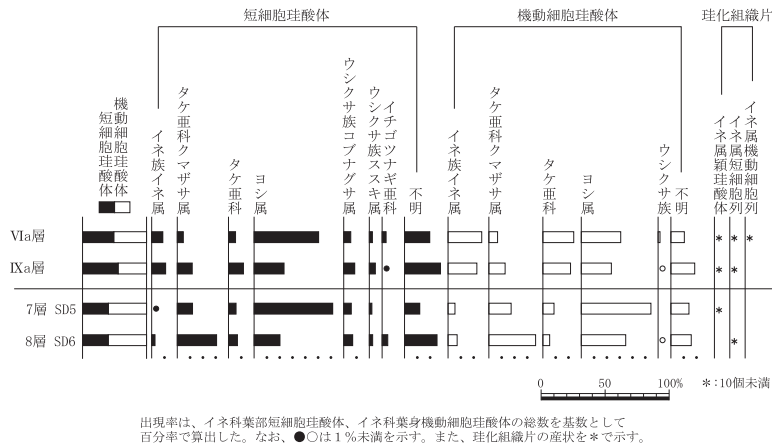 短細胞珪酸体
機動細胞珪酸体
珪化組織片
機動細胞珪酸体
短細胞珪酸体
イネ族イネ属
タケ亜科クマザサ属
タケ亜科
ヨシ属
ウシクサ族コブナグサ属
ウシクサ族ススキ属
イチゴツナギ亜科
不明
イネ族イネ属
タケ亜科クマザサ属
タケ亜科
ヨシ属
ウシクサ族
不明
イネ属穎珪酸体
イネ属短細胞列
イネ属機動細胞列
Ⅵa層
* * *
Ⅸa層
* *
7層 SD5
*
8層 SD6
*
0 50 100%
*:10個未満
出現率は、イネ科葉部短細胞珪酸体、イネ科葉身機動細胞珪酸体の総数を基数として
百分率で算出した。なお、●○は1%未満を示す。また、珪化組織片の産状を*で示す。